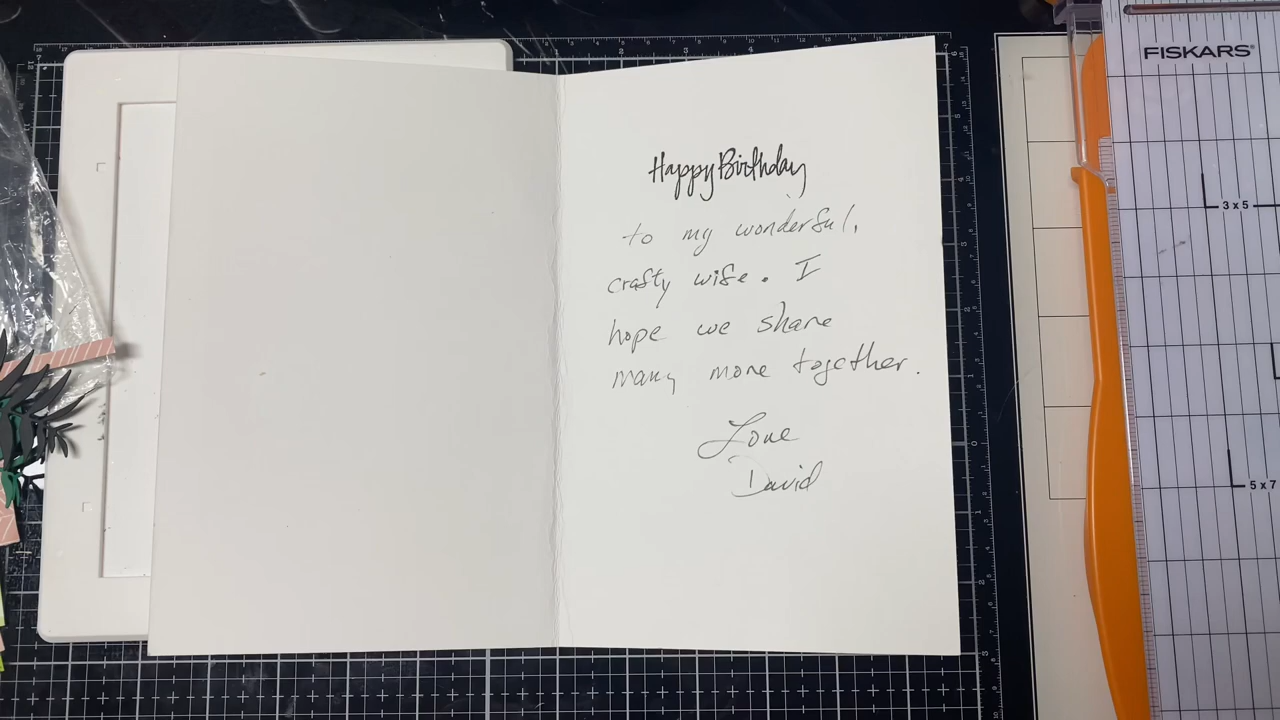 Happy Birthday
to my wonderful,
crafty wife. I
hope we share
many more together.
Love
David
FISKARS
3 x 5
5 x 7